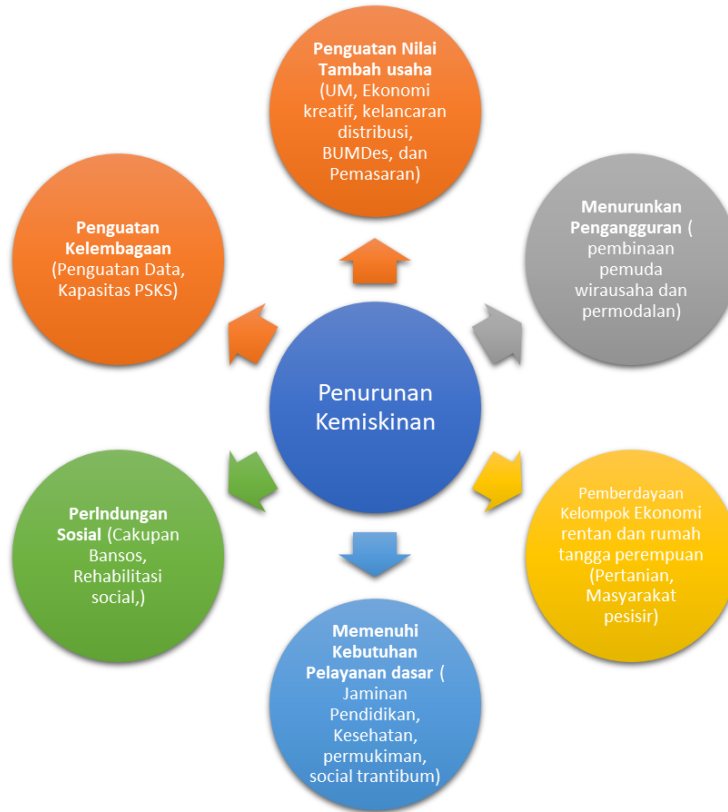 Penguatan Nilai
Tambah usaha
(UM, Ekonomi
kreatif, kelancaran
distribusi,
BUMDes, dan
Pemasaran)
Menurunkan
Pengangguran (
pembinaan
pemuda
wirausaha dan
permodalan)
Pemberdayaan
Kelompok Ekonomi
rentan dan rumah
tangga perempuan
(Pertanian,
Masyarakat
pesisir)
Memenuhi
Kebutuhan
Pelayanan dasar (
Jaminan
Pendidikan,
Kesehatan,
permukiman,
social trantibum)
Perlndungan
Sosial (Cakupan
Bansos,
Rehabilitasi
social,)
Penguatan
Kelembagaan
(Penguatan Data,
Kapasitas PSKS)
Penurunan
Kemiskinan